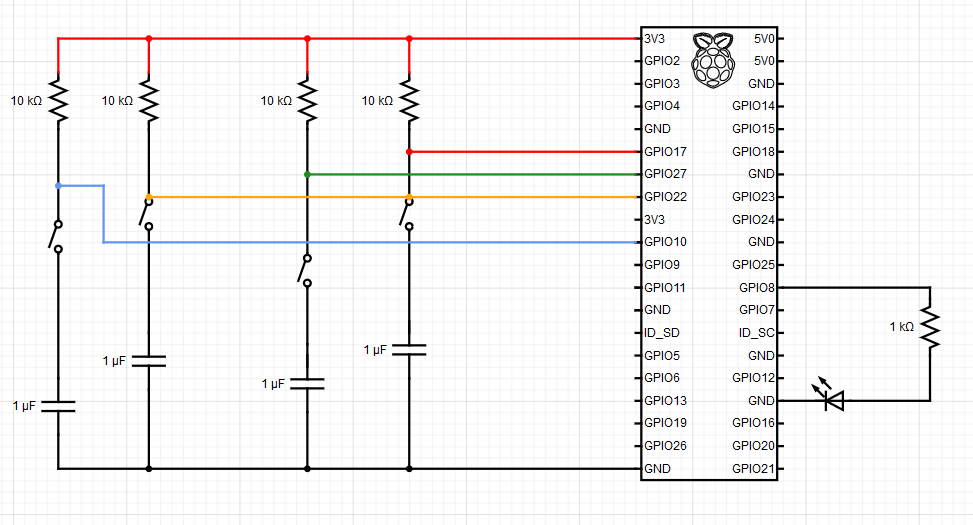 3V3 5V0
GPIO2 5V0
GPIO3 GND
10 kΩ 10 kΩ 10 kΩ 10 kΩ
GPIO4 GPIO14
GND GPIO15
GPIO17 GPIO18
GPIO27 GND
GPIO22 GPIO23
3V3 GPIO24
GPIO10 GND
GPIO9 GPIO25
GPIO11 GPIO8
GND GPIO7
1 kΩ
ID_SD ID_SC
1 µF
GPIO5 GND
1 µF
GPIO6 GPIO12
1 µF
GPIO13 GND
1 µF
GPIO19 GPIO16
GPIO26 GPIO20
GND GPIO21